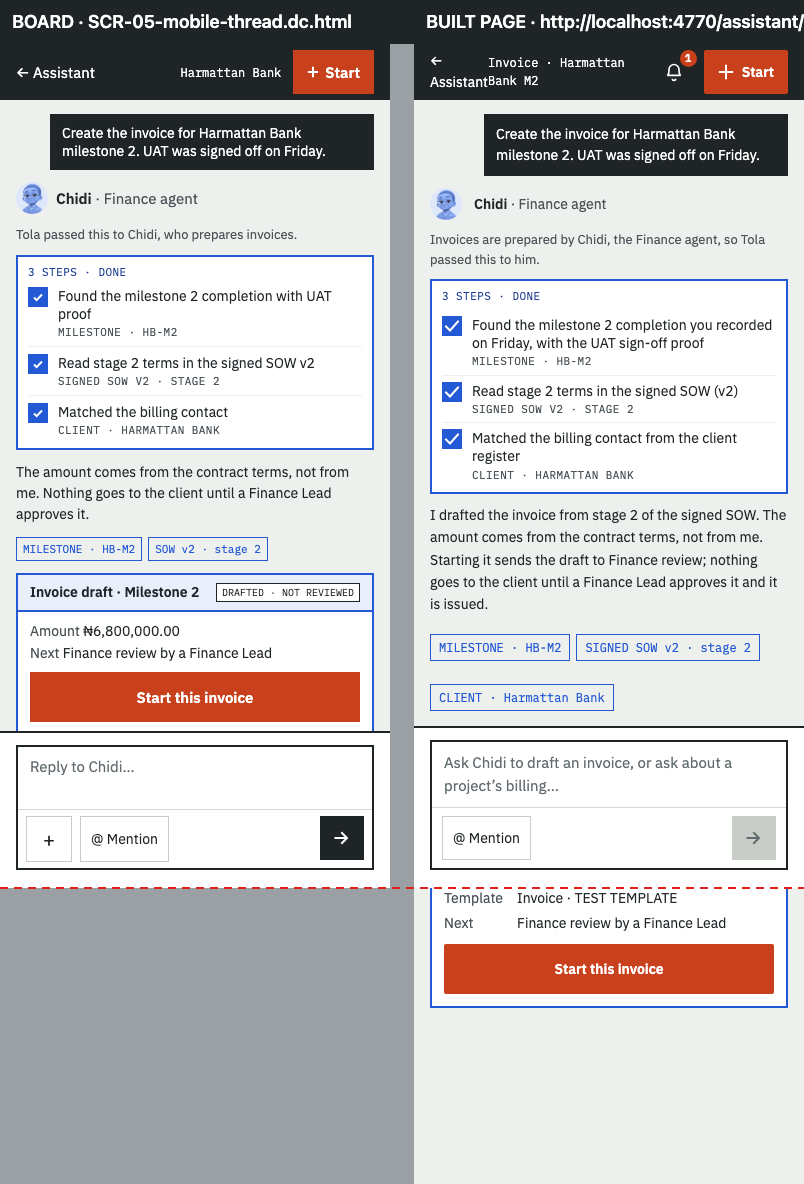 BOARD · SCR-05-mobile-thread.dc.html
← Assistant
Harmattan Bank
+ Start
Create the invoice for Harmattan Bank
milestone 2. UAT was signed off on Friday.
Chidi · Finance agent
Tola passed this to Chidi, who prepares invoices.
3 STEPS · DONE
Found the milestone 2 completion with UAT
proof
MILESTONE · HB-M2
Read stage 2 terms in the signed SOW v2
SIGNED SOW V2 · STAGE 2
Matched the billing contact
CLIENT · HARMATTAN BANK
The amount comes from the contract terms, not from
me. Nothing goes to the client until a Finance Lead
approves it.
MILESTONE · HB-M2
SOW v2 · stage 2
Invoice draft · Milestone 2
DRAFTED · NOT REVIEWED
Amount ₦6,800,000.00
Next Finance review by a Finance Lead
Start this invoice
Reply to Chidi...
+
@ Mention
→
BUILT PAGE · http://localhost:4770/assistant/
←
Assistant
Invoice · Harmattan
Bank M2
1
+ Start
Create the invoice for Harmattan Bank
milestone 2. UAT was signed off on Friday.
Chidi · Finance agent
Invoices are prepared by Chidi, the Finance agent, so Tola
passed this to him.
3 STEPS · DONE
Found the milestone 2 completion you recorded
on Friday, with the UAT sign-off proof
MILESTONE · HB-M2
Read stage 2 terms in the signed SOW (v2)
SIGNED SOW V2 · STAGE 2
Matched the billing contact from the client
register
CLIENT · HARMATTAN BANK
I drafted the invoice from stage 2 of the signed SOW. The
amount comes from the contract terms, not from me.
Starting it sends the draft to Finance review; nothing
goes to the client until a Finance Lead approves it and it
is issued.
MILESTONE · HB-M2
SIGNED SOW v2 · stage 2
CLIENT · Harmattan Bank
Ask Chidi to draft an invoice, or ask about a
project’s billing...
@ Mention
→
Template Invoice · TEST TEMPLATE
Next Finance review by a Finance Lead
Start this invoice